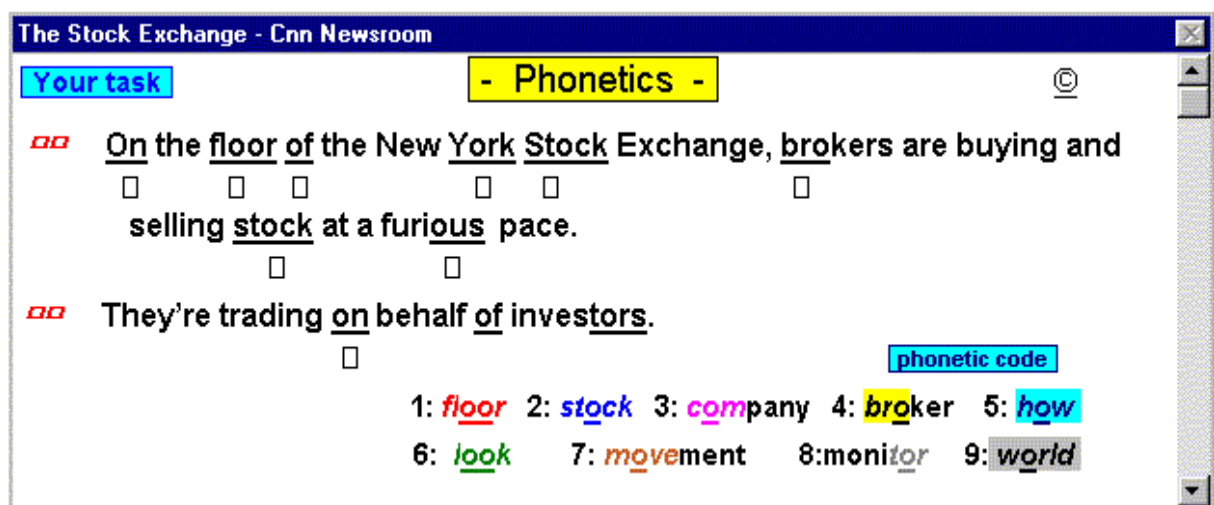 The Stock Exchange - Cnn Newsroom
Your task
- Phonetics -
©
On the floor of the New York Stock Exchange, brokers are buying and
selling stock at a furious pace.
They’re trading on behalf of investors.
phonetic code
1: floor 2: stock 3: company 4: broker 5: how
6: look 7: movement 8:monitor 9: world